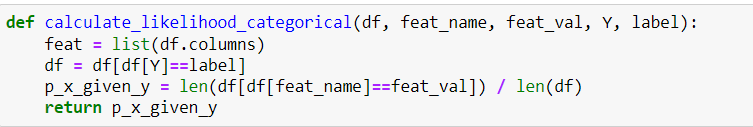 def calculate_likelihood_categorical(df, feat_name, feat_val, Y, label):
    feat = list(df.columns)
    df = df[df[Y]==label]
    p_x_given_y = len(df[df[feat_name]==feat_val]) / len(df)
    return p_x_given_y